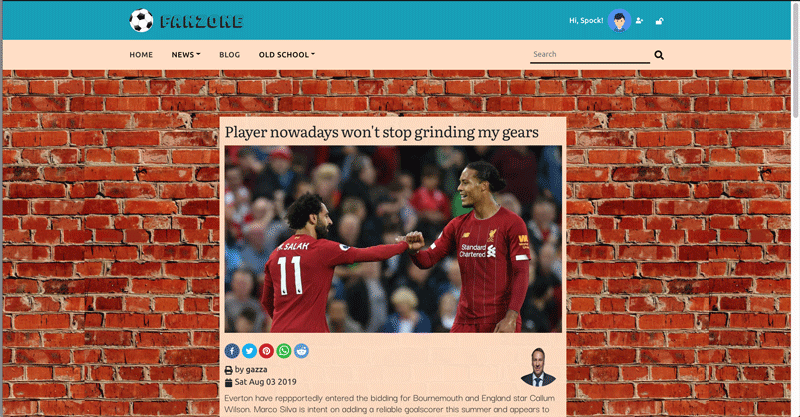 FANZONE
Hi, Spock!
HOME
NEWS
BLOG
OLD SCHOOL
Search
Player nowadays won't stop grinding my gears
M. SALAH
11
Standard
Chartered
by gazza
Sat Aug 03 2019
Everton have reppportedly entered the bidding for Bournemouth and England star Callum
Wilson. Marco Silva is intent on adding a reliable goalscorer this summer and appears to